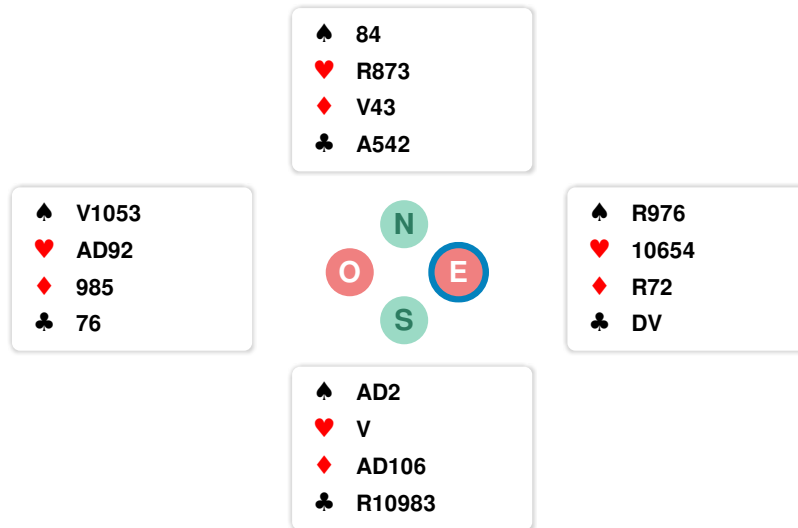 ♠ 84
♥ R873
♦ V43
♣ A542
♠ V1053
♥ AD92
♦ 985
♣ 76
N
O
E
S
♠ R976
♥ 10654
♦ R72
♣ DV
♠ AD2
♥ V
♦ AD106
♣ R10983